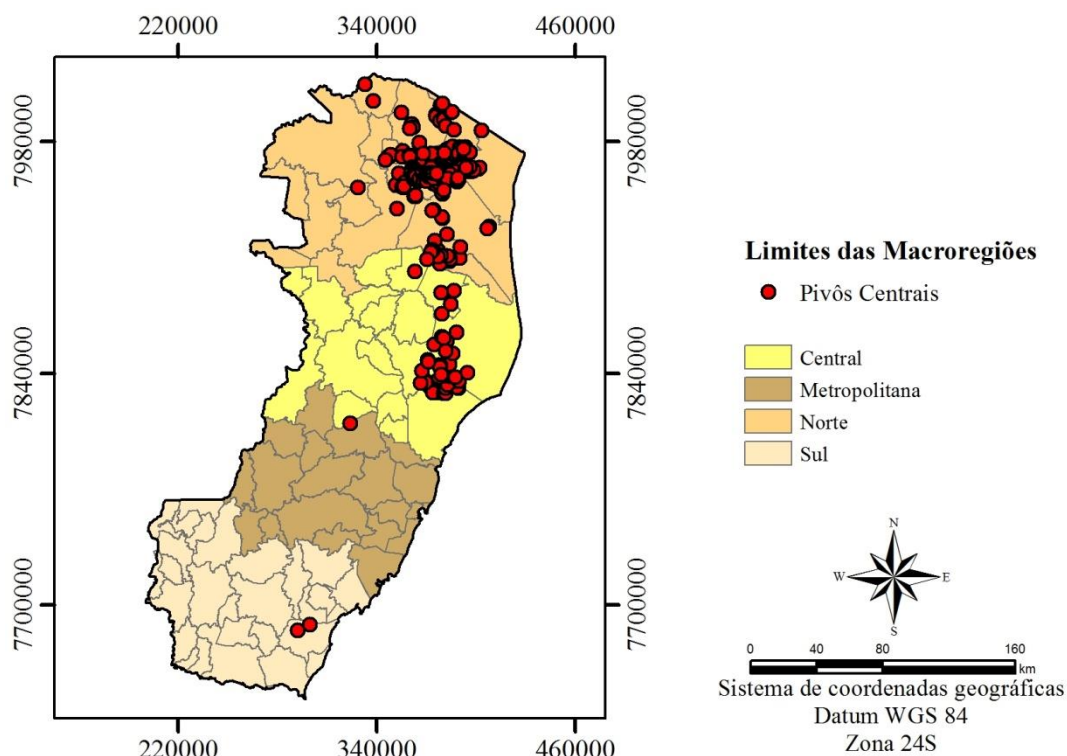 220000 340000 460000
7980000 7980000
7840000 7840000
7700000 7700000
220000 340000 460000
Limites das Macroregiões
Pivôs Centrais
Central
Metropolitana
Norte
Sul
N
W E
S
0 40 80 160
km
Sistema de coordenadas geográficas
Datum WGS 84
Zona 24S